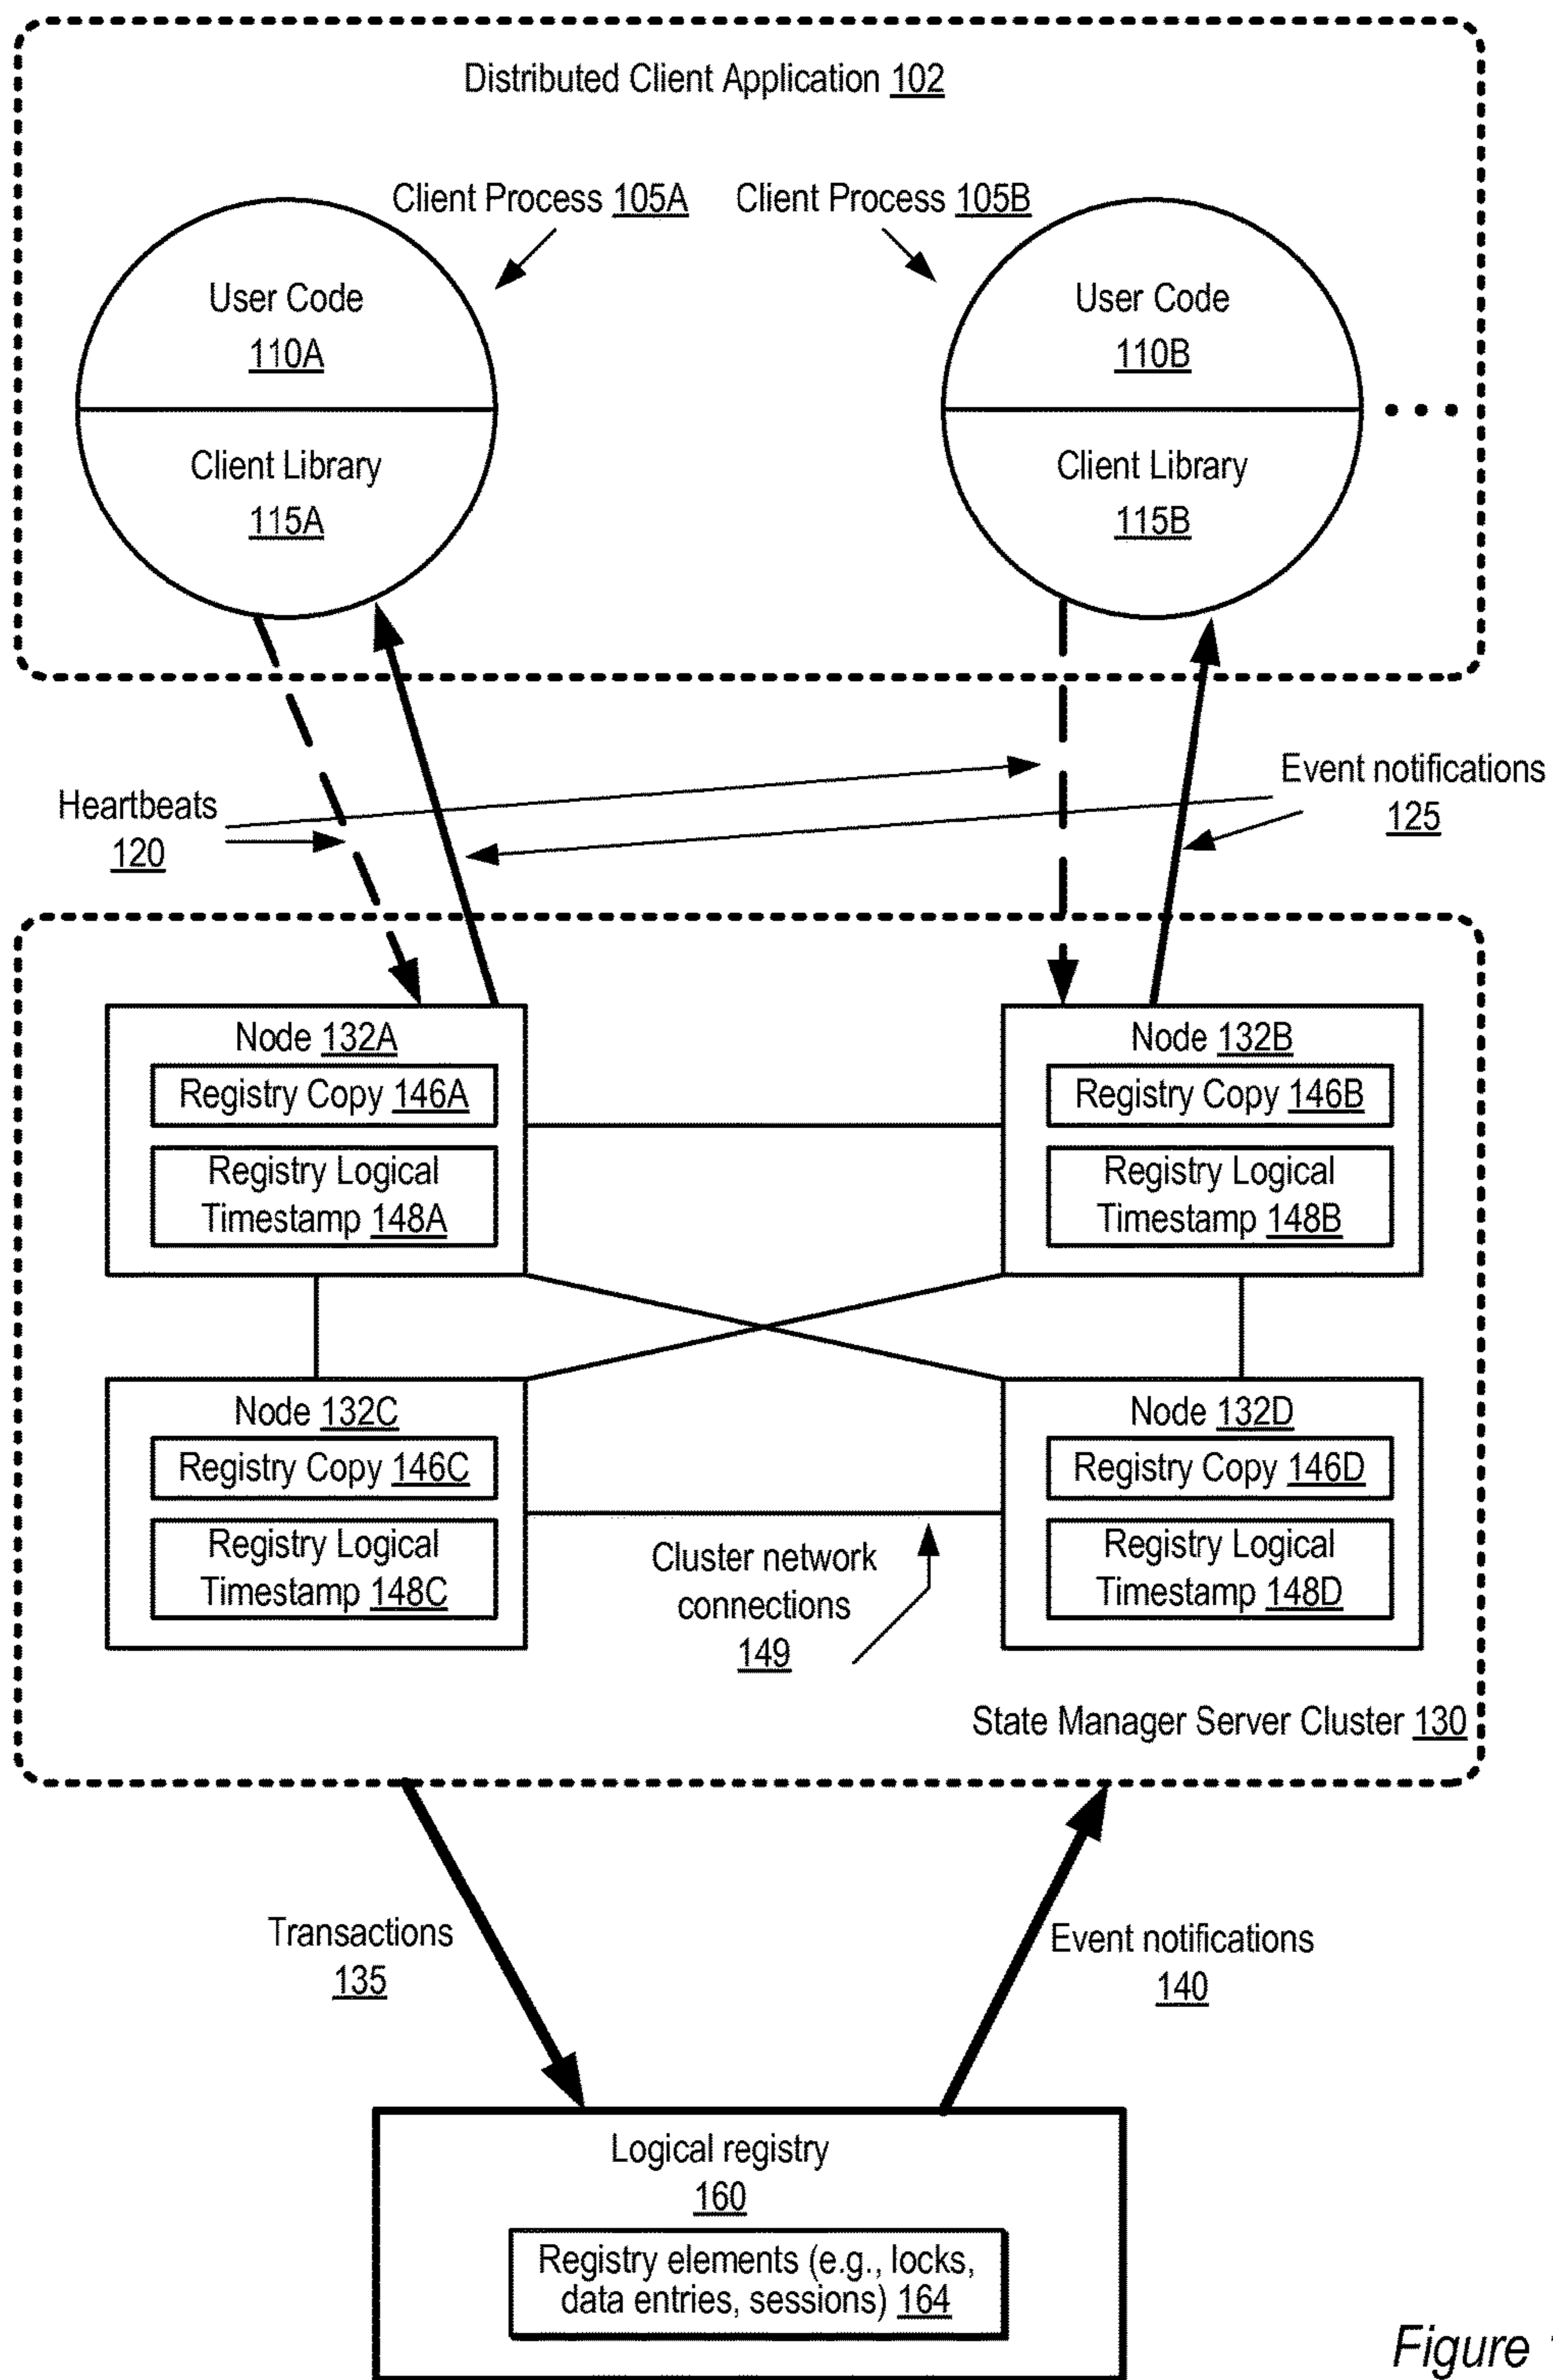 Distributed Client Application 102
Client Process 105A
Client Process 105B
User Code
110A
Client Library
115A
User Code
110B
Client Library
115B
Heartbeats
120
Event notifications
125
Node 132A
Registry Copy 146A
Registry Logical
Timestamp 148A
Node 132B
Registry Copy 146B
Registry Logical
Timestamp 148B
Node 132C
Registry Copy 146C
Registry Logical
Timestamp 148C
Node 132D
Registry Copy 146D
Registry Logical
Timestamp 148D
Cluster network
connections
149
State Manager Server Cluster 130
Transactions
135
Event notifications
140
Logical registry
160
Registry elements (e.g., locks,
data entries, sessions) 164
Figure